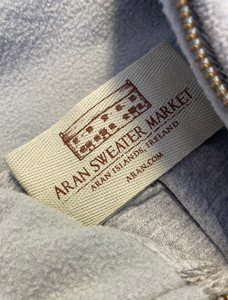 ARAN SWEATER MARKET
ARAN ISLANDS, IRELAND
ARAN.COM